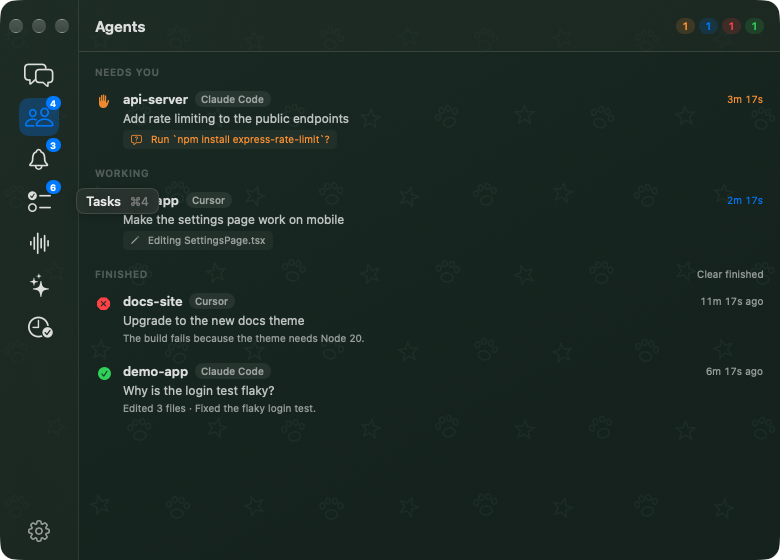 Agents
1 1 1 1
4
3
6
NEEDS YOU
api-server Claude Code 3m 17s
Add rate limiting to the public endpoints
Run `npm install express-rate-limit`?
WORKING
Tasks ⌘4
app Cursor 2m 17s
Make the settings page work on mobile
Editing SettingsPage.tsx
FINISHED Clear finished
docs-site Cursor 11m 17s ago
Upgrade to the new docs theme
The build fails because the theme needs Node 20.
demo-app Claude Code 6m 17s ago
Why is the login test flaky?
Edited 3 files · Fixed the flaky login test.